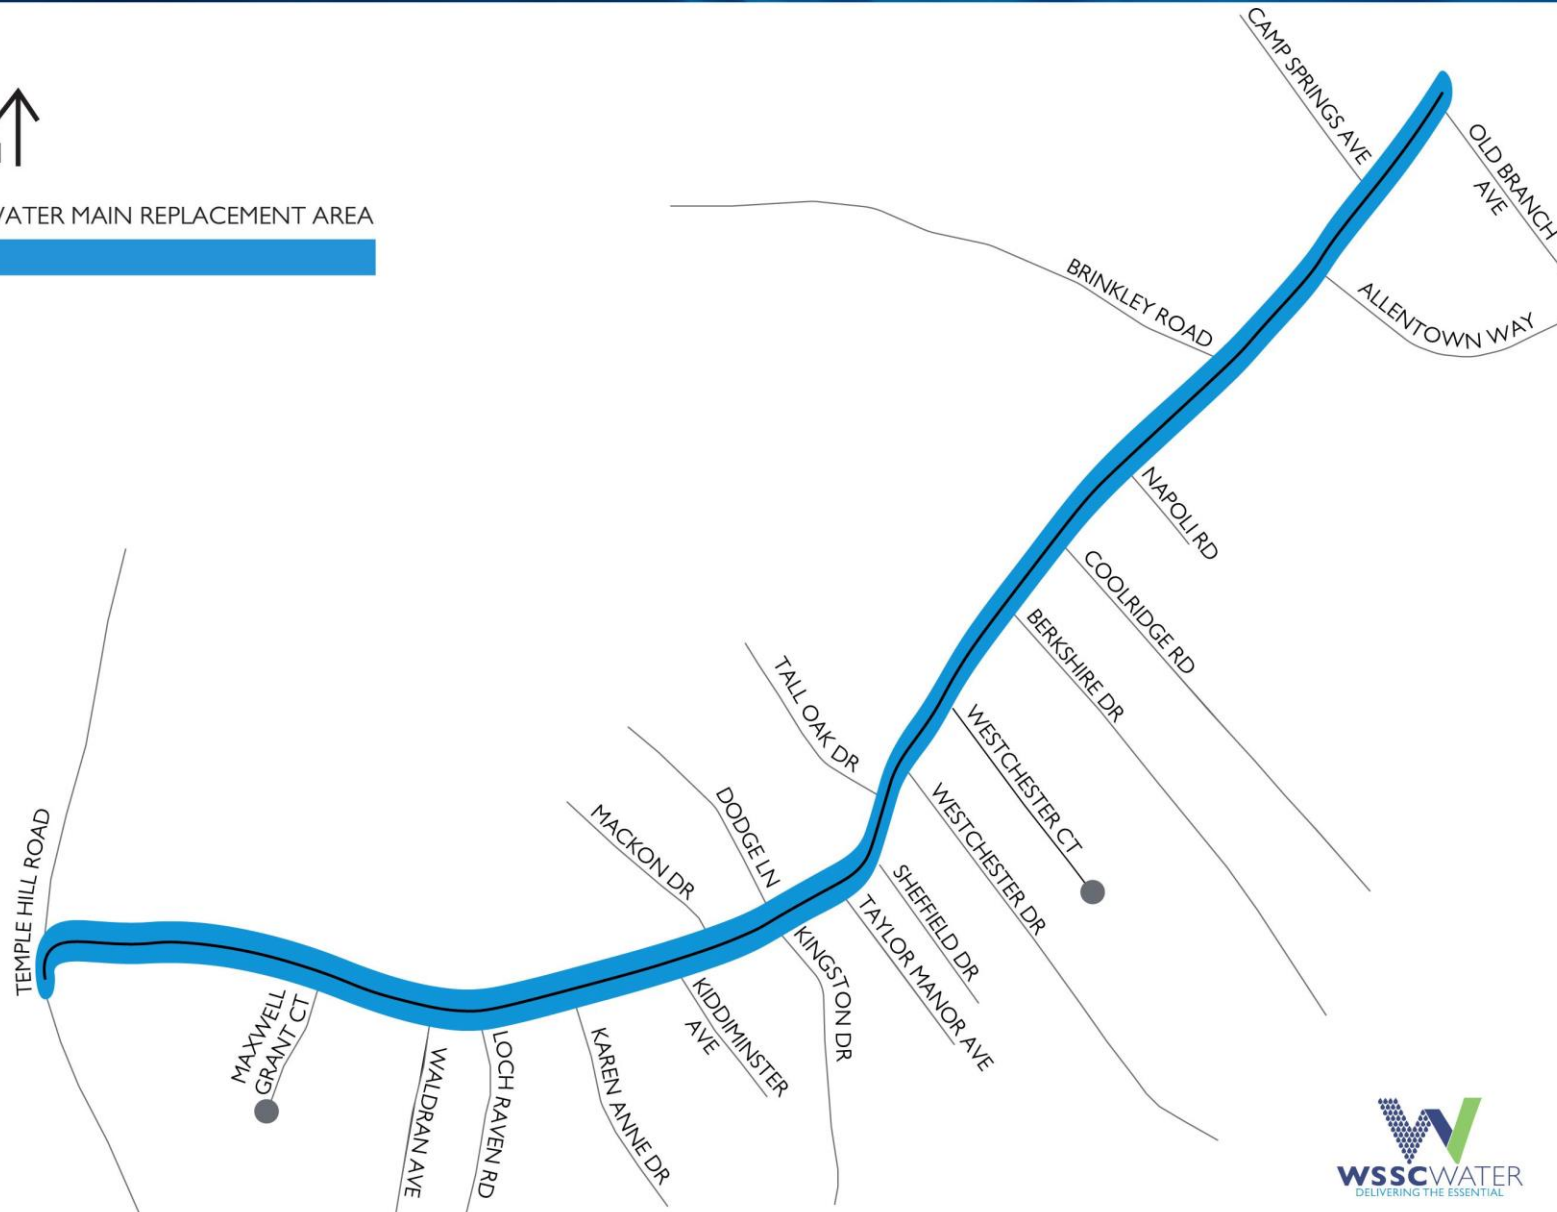 CAMP SPRINGS AVE
OLD BRANCH
AVE
WATER MAIN REPLACEMENT AREA
BRINKLEY ROAD
ALLENTOWN WAY
NAPOLI RD
COOLRIDGE RD
BERKSHIRE DR
TALL OAK DR
WESTCHESTER CT
DODGE LN
WESTCHESTER DR
MACKON DR
TEMPLE HILL ROAD
SHEFFIELD DR
TAYLOR MANOR AVE
KINGSTON DR
KIDDIMINSTER
AVE
MAXWELL
GRANT CT
KAREN ANNE DR
LOCH RAVEN RD
WALDRAN AVE
WSSCWATER
DELIVERING THE ESSENTIAL